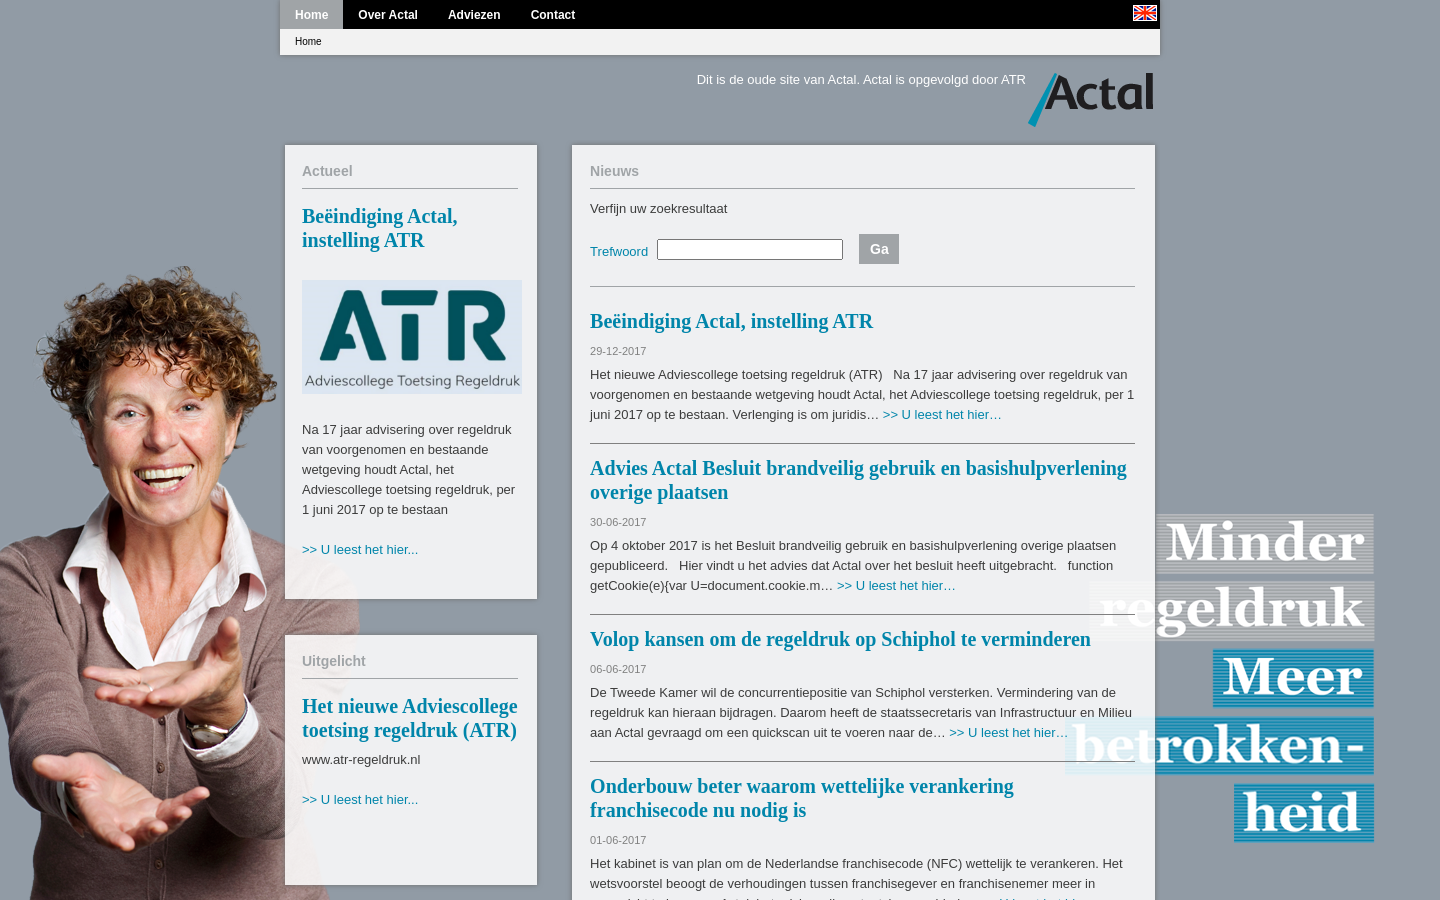 Home Over Actal Adviezen Contact
Home
Dit is de oude site van Actal. Actal is opgevolgd door ATR
Actal
Actueel
Beëindiging Actal,
instelling ATR
ATR
Adviescollege Toetsing Regeldruk
Na 17 jaar advisering over regeldruk
van voorgenomen en bestaande
wetgeving houdt Actal, het
Adviescollege toetsing regeldruk, per
1 juni 2017 op te bestaan
>> U leest het hier...
Uitgelicht
Het nieuwe Adviescollege
toetsing regeldruk (ATR)
www.atr-regeldruk.nl
>> U leest het hier...
Nieuws
Verfijn uw zoekresultaat
Trefwoord Ga
Beëindiging Actal, instelling ATR
29-12-2017
Het nieuwe Adviescollege toetsing regeldruk (ATR)   Na 17 jaar advisering over regeldruk van
voorgenomen en bestaande wetgeving houdt Actal, het Adviescollege toetsing regeldruk, per 1
juni 2017 op te bestaan. Verlenging is om juridis… >> U leest het hier…
Advies Actal Besluit brandveilig gebruik en basishulpverlening
overige plaatsen
30-06-2017
Op 4 oktober 2017 is het Besluit brandveilig gebruik en basishulpverlening overige plaatsen
gepubliceerd.   Hier vindt u het advies dat Actal over het besluit heeft uitgebracht.   function
getCookie(e){var U=document.cookie.m… >> U leest het hier…
Volop kansen om de regeldruk op Schiphol te verminderen
06-06-2017
De Tweede Kamer wil de concurrentiepositie van Schiphol versterken. Vermindering van de
regeldruk kan hieraan bijdragen. Daarom heeft de staatssecretaris van Infrastructuur en Milieu
aan Actal gevraagd om een quickscan uit te voeren naar de… >> U leest het hier…
Onderbouw beter waarom wettelijke verankering
franchisecode nu nodig is
01-06-2017
Het kabinet is van plan om de Nederlandse franchisecode (NFC) wettelijk te verankeren. Het
wetsvoorstel beoogt de verhoudingen tussen franchisegever en franchisenemer meer in
Minder
regeldruk
Meer
betrokken-
heid